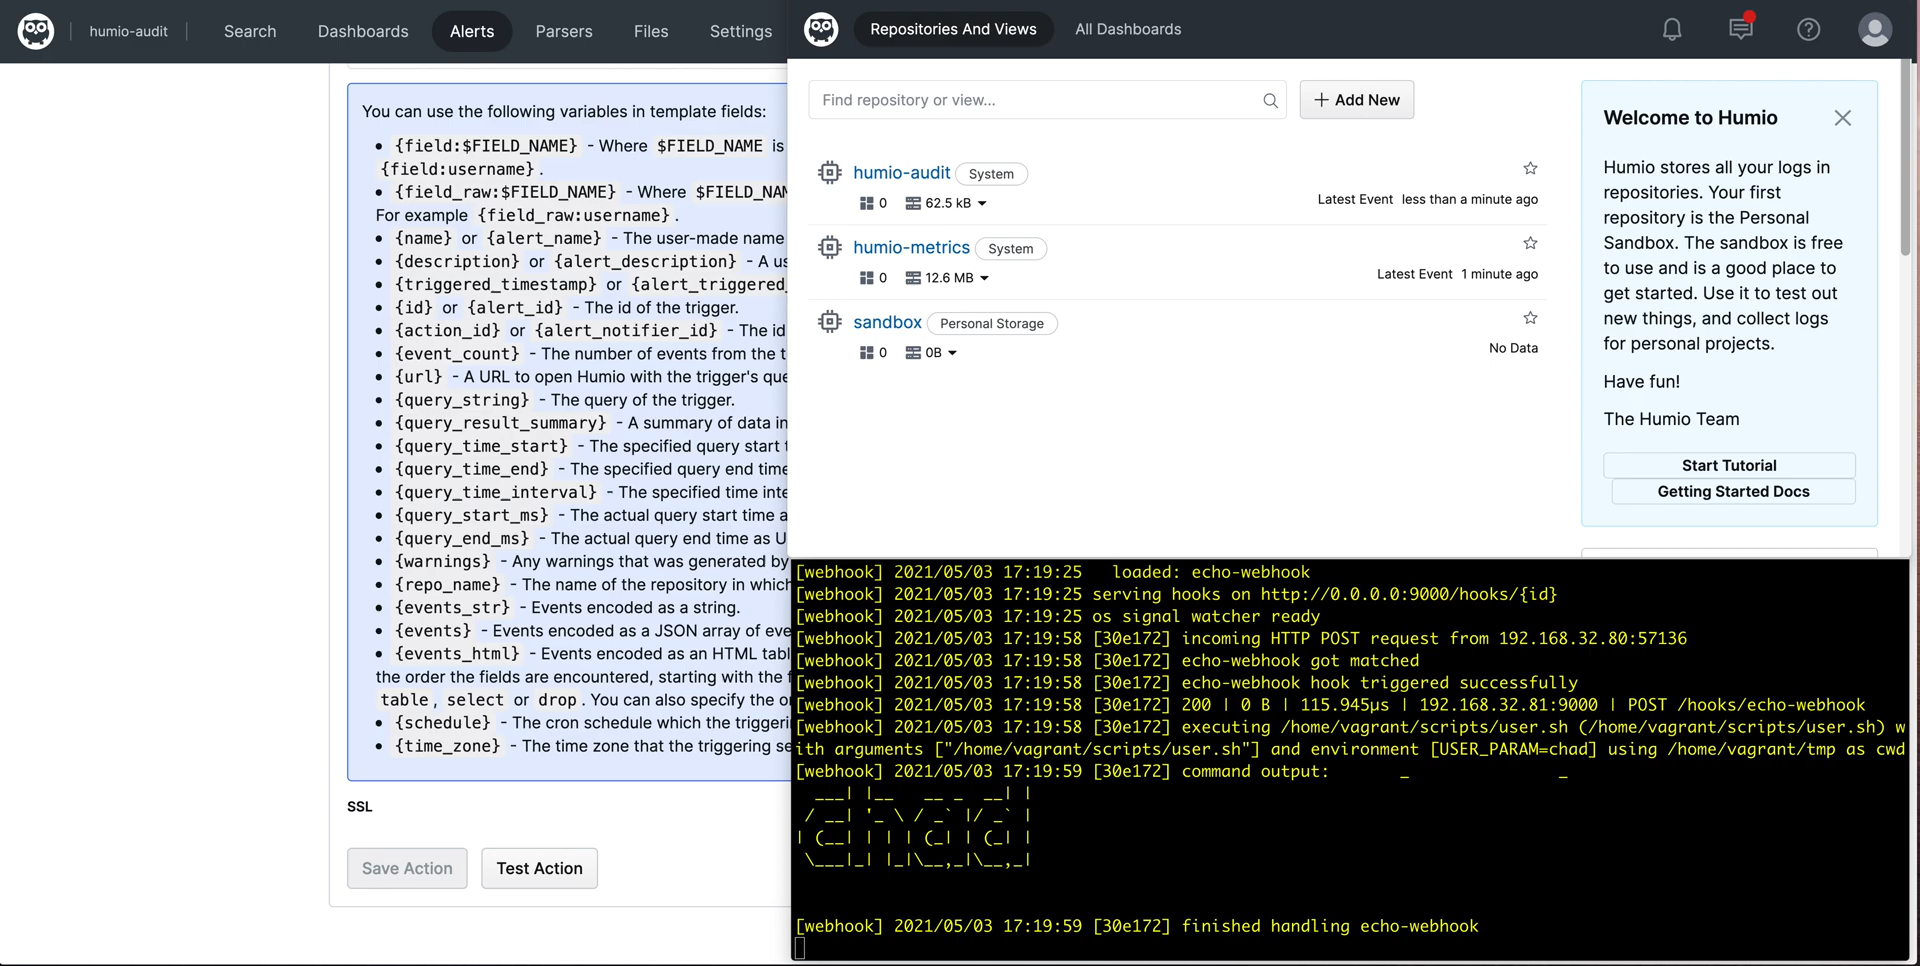 humio-audit
Search
Dashboards
Alerts
Parsers
Files
Settings
You can use the following variables in template fields:
{field:$FIELD_NAME} - Where $FIELD_NAME is
{field:username}.
{field_raw:$FIELD_NAME} - Where $FIELD_NAM
For example {field_raw:username}.
{name} or {alert_name} - The user-made name
{description} or {alert_description} - A us
{triggered_timestamp} or {alert_triggered_
{id} or {alert_id} - The id of the trigger.
{action_id} or {alert_notifier_id} - The id
{event_count} - The number of events from the t
{url} - A URL to open Humio with the trigger's que
{query_string} - The query of the trigger.
{query_result_summary} - A summary of data in
{query_time_start} - The specified query start t
{query_time_end} - The specified query end time
{query_time_interval} - The specified time inte
{query_start_ms} - The actual query start time a
{query_end_ms} - The actual query end time as U
{warnings} - Any warnings that was generated by
{repo_name} - The name of the repository in which
{events_str} - Events encoded as a string.
{events} - Events encoded as a JSON array of eve
{events_html} - Events encoded as an HTML tabl
the order the fields are encountered, starting with the f
table, select or drop. You can also specify the o
{schedule} - The cron schedule which the triggeri
{time_zone} - The time zone that the triggering se
SSL
Save Action
Test Action
Repositories And Views
All Dashboards
Find repository or view...
+ Add New
humio-audit System
0 62.5 kB
Latest Event less than a minute ago
humio-metrics System
0 12.6 MB
Latest Event 1 minute ago
sandbox Personal Storage
0 0B
No Data
Welcome to Humio
Humio stores all your logs in
repositories. Your first
repository is the Personal
Sandbox. The sandbox is free
to use and is a good place to
get started. Use it to test out
new things, and collect logs
for personal projects.
Have fun!
The Humio Team
Start Tutorial
Getting Started Docs
[webhook] 2021/05/03 17:19:25 loaded: echo-webhook
[webhook] 2021/05/03 17:19:25 serving hooks on http://0.0.0.0:9000/hooks/{id}
[webhook] 2021/05/03 17:19:25 os signal watcher ready
[webhook] 2021/05/03 17:19:58 [30e172] incoming HTTP POST request from 192.168.32.80:57136
[webhook] 2021/05/03 17:19:58 [30e172] echo-webhook got matched
[webhook] 2021/05/03 17:19:58 [30e172] echo-webhook hook triggered successfully
[webhook] 2021/05/03 17:19:58 [30e172] 200 | 0 B | 115.945µs | 192.168.32.81:9000 | POST /hooks/echo-webhook
[webhook] 2021/05/03 17:19:58 [30e172] executing /home/vagrant/scripts/user.sh (/home/vagrant/scripts/user.sh) w
ith arguments ["/home/vagrant/scripts/user.sh"] and environment [USER_PARAM=chad] using /home/vagrant/tmp as cwd
[webhook] 2021/05/03 17:19:59 [30e172] command output:
chad
[webhook] 2021/05/03 17:19:59 [30e172] finished handling echo-webhook